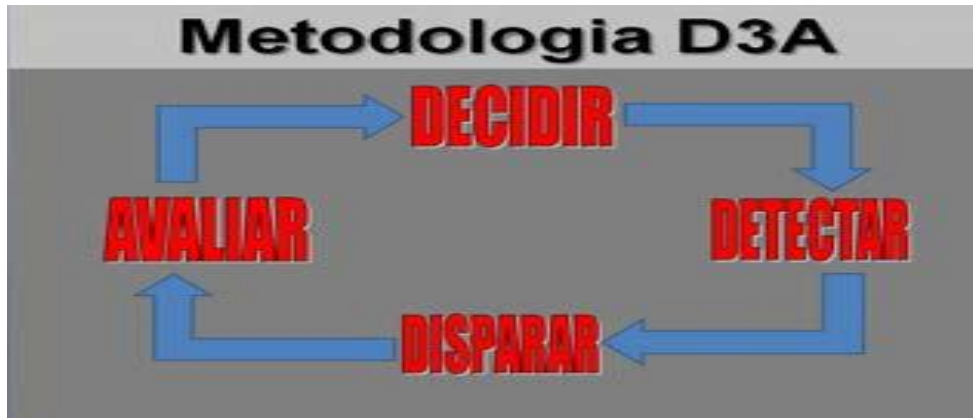 Metodologia D3A
DECIDIR
AVALIAR
DETECTAR
DISPARAR